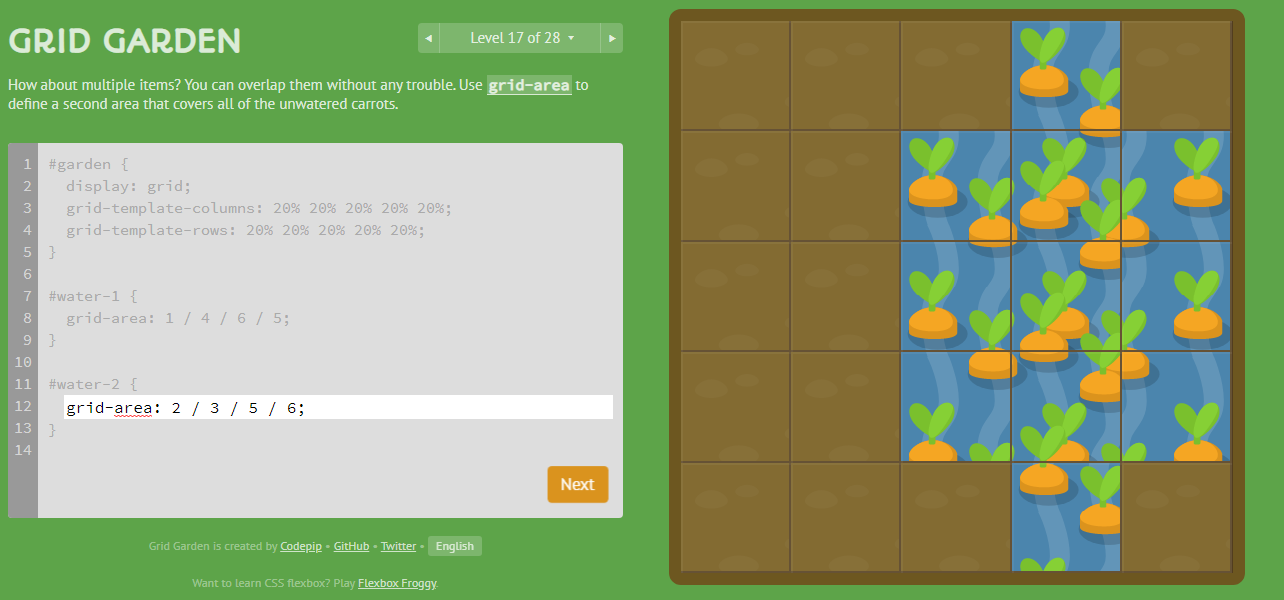 GRID GARDEN
◄ Level 17 of 28 ▾ ►
How about multiple items? You can overlap them without any trouble. Use grid-area to
define a second area that covers all of the unwatered carrots.
1 #garden {
2 display: grid;
3 grid-template-columns: 20% 20% 20% 20% 20%;
4 grid-template-rows: 20% 20% 20% 20% 20%;
5 }
6
7 #water-1 {
8 grid-area: 1 / 4 / 6 / 5;
9 }
10
11 #water-2 {
12 grid-area: 2 / 3 / 5 / 6;
13 }
14
Next
Grid Garden is created by Codepip • GitHub • Twitter • English
Want to learn CSS flexbox? Play Flexbox Froggy.